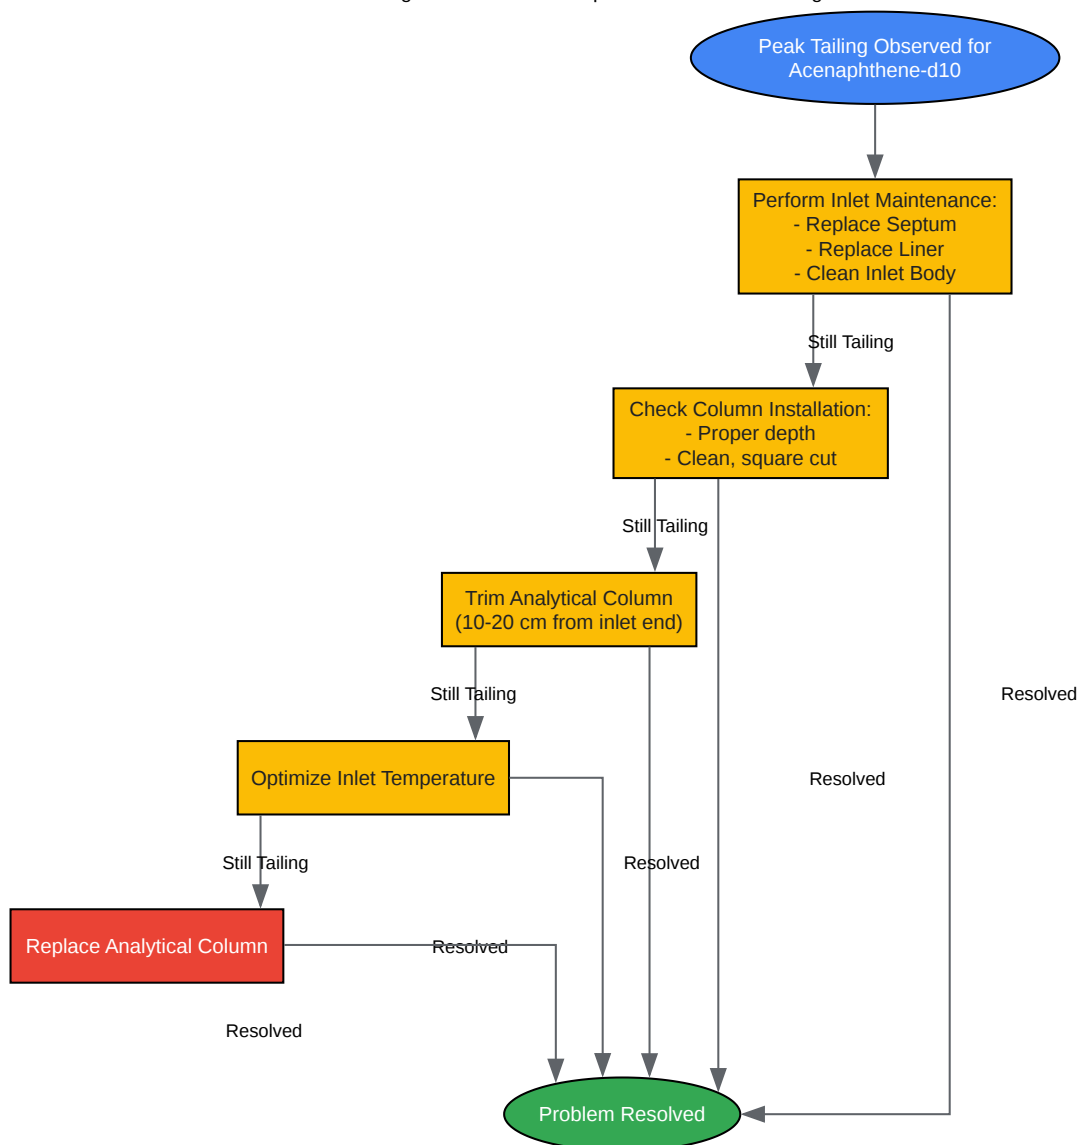 Peak Tailing Observed for
Acenaphthene-d10
Perform Inlet Maintenance:
- Replace Septum
- Replace Liner
- Clean Inlet Body
Still Tailing
Check Column Installation:
- Proper depth
- Clean, square cut
Still Tailing
Trim Analytical Column
(10-20 cm from inlet end)
Still Tailing
Resolved
Optimize Inlet Temperature
Resolved
Still Tailing
Resolved
Replace Analytical Column
Resolved
Resolved
Problem Resolved